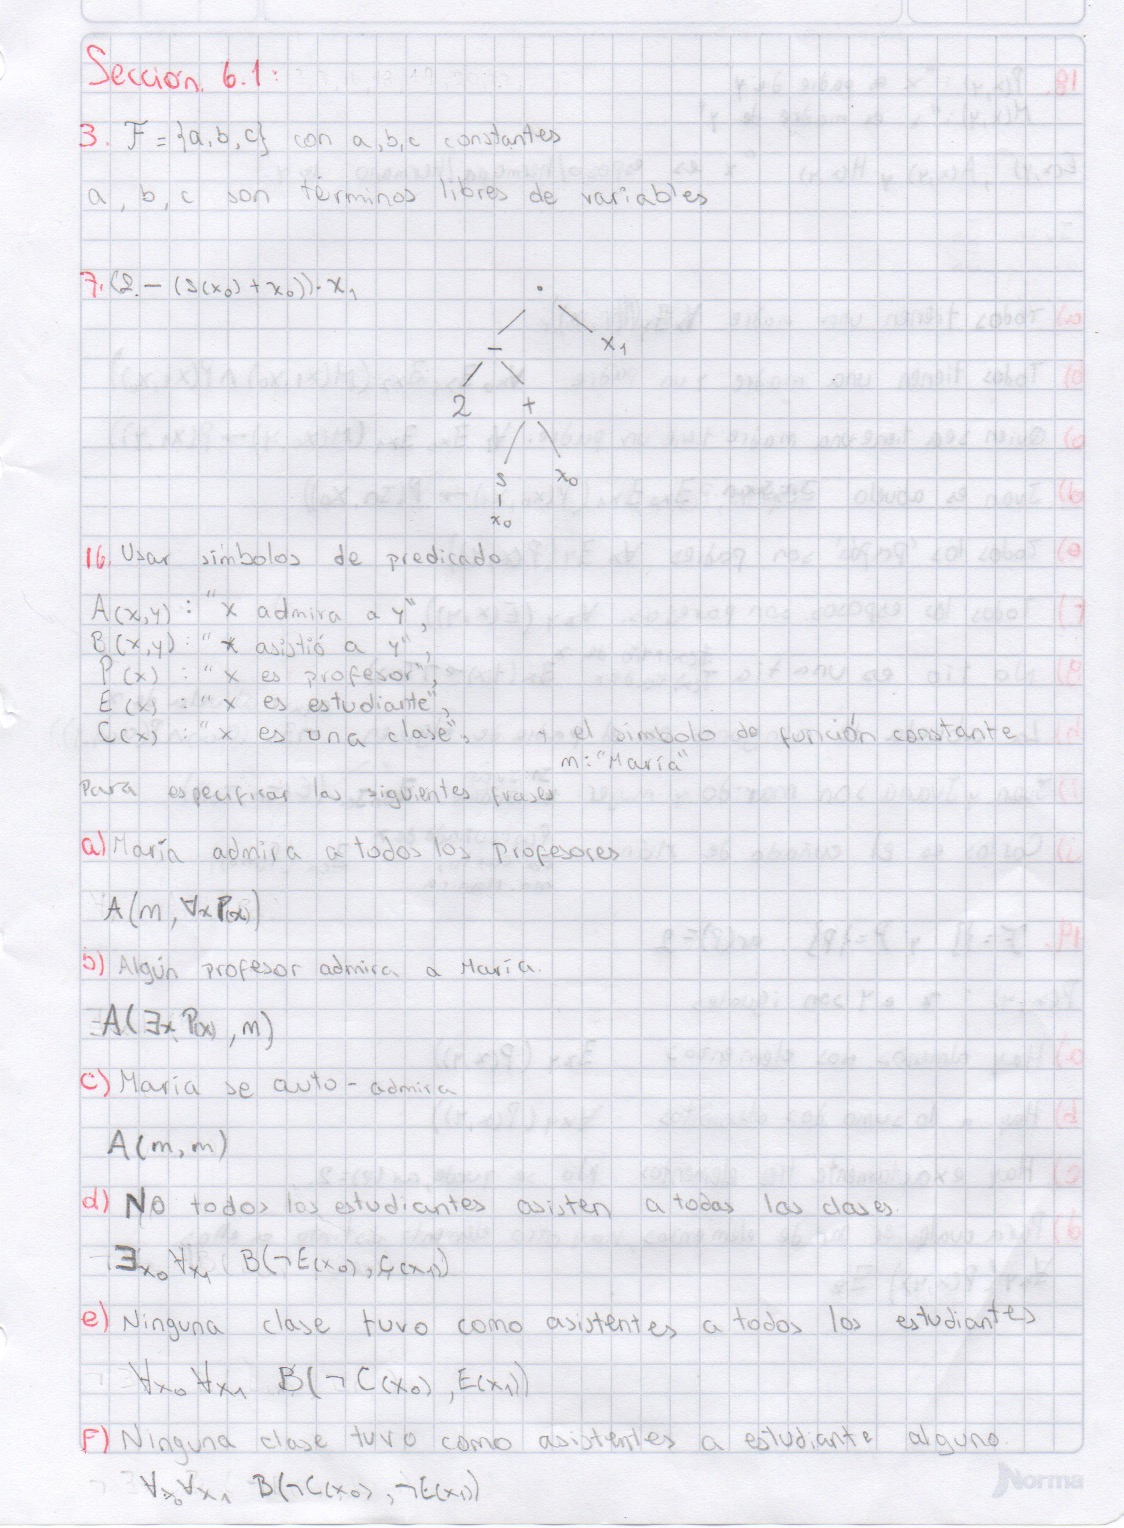 Sección 6.1:
3. F = {a, b, c} con a, b, c constantes
a, b, c son términos libres de variables
7. (2 - (s(x₀) + x₀)) · x₁
·
- x₁
2 +
s x₀
x₀
16. Usar símbolos de predicado
A(x,y) : "x admira a y",
B(x,y) : "x asistió a y",
P(x) : "x es profesor",
E(x) : "x es estudiante",
C(x) : "x es una clase", y el símbolo de función constante
m: "María"
para especificar las siguientes frases
a) María admira a todos los profesores
A(m, ∀x P(x))
b) Algún profesor admira a María.
A(∃x P(x), m)
c) María se auto-admira
A(m, m)
d) NO todos los estudiantes asisten a todas las clases.
∃x₀ ∀x₁ B(¬E(x₀), C(x₁))
e) Ninguna clase tuvo como asistentes a todos los estudiantes
∀x₀ ∀x₁ B(¬C(x₀), E(x₁))
F) Ninguna clase tuvo como asistentes a estudiante alguno.
∀x₀ ∀x₁ B(¬C(x₀), ¬E(x₁))
Norma